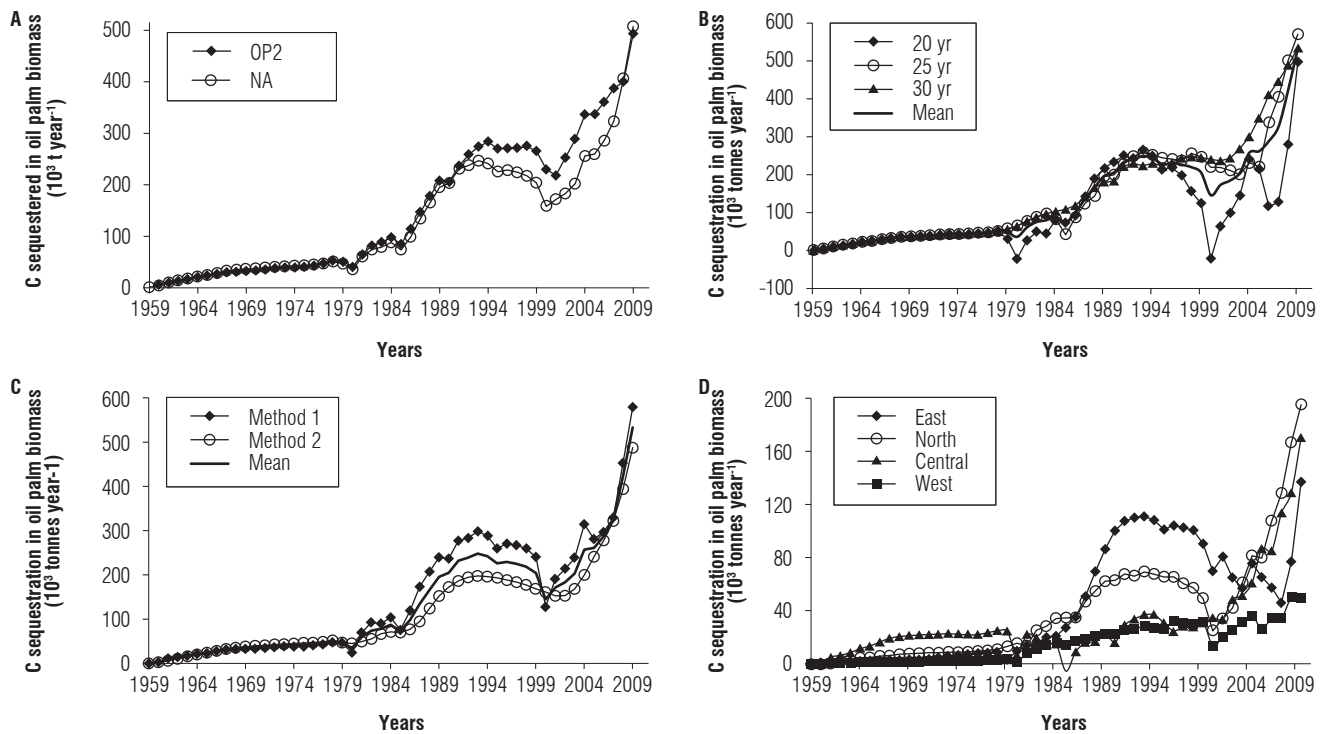 A
C sequestered in oil palm biomass
(10³ t year⁻¹)
500
400
300
200
100
0
OP2
NA
1959 1964 1969 1974 1979 1984 1989 1994 1999 2004 2009
Years
B
C sequestration in oil palm biomass
(10³ tonnes year⁻¹)
600
500
400
300
200
100
0
-100
20 yr
25 yr
30 yr
Mean
1959 1964 1969 1974 1979 1984 1989 1994 1999 2004 2009
Years
C
C sequestration in oil palm biomass
(10³ tonnes year-1)
600
500
400
300
200
100
0
Method 1
Method 2
Mean
1959 1964 1969 1974 1979 1984 1989 1994 1999 2004 2009
Years
D
C sequestration in oil palm biomass
(10³ tonnes year⁻¹)
200
160
120
80
40
0
East
North
Central
West
1959 1964 1969 1974 1979 1984 1989 1994 1999 2004 2009
Years